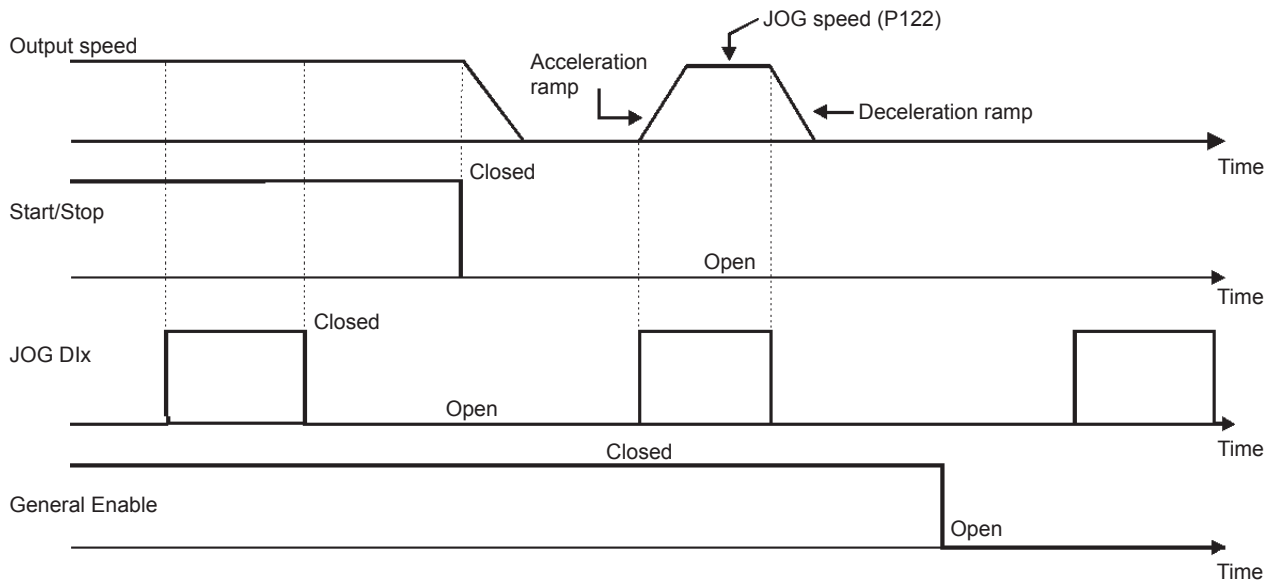 JOG speed (P122)
Output speed
Acceleration
ramp
Deceleration ramp
Time
Closed
Start/Stop
Open
Time
Closed
JOG DIx
Open
Time
Closed
General Enable
Open
Time